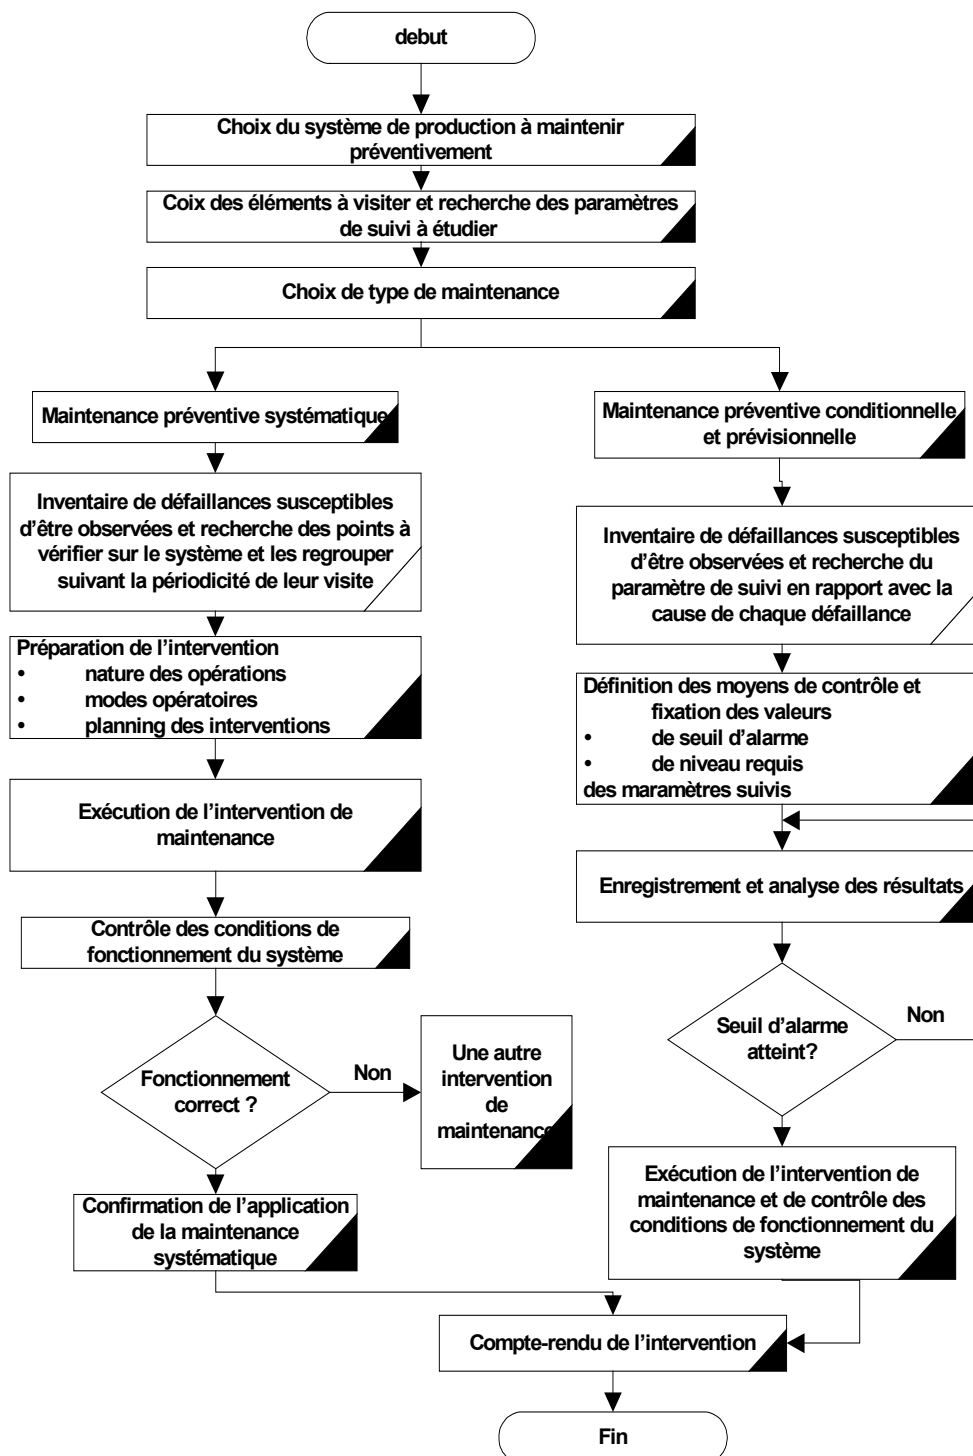 debut
Choix du système de production à maintenir
préventivement
Coix des éléments à visiter et recherche des paramètres
de suivi à étudier
Choix de type de maintenance
Maintenance préventive systématique
Inventaire de défaillances susceptibles
d'être observées et recherche des points à
vérifier sur le système et les regrouper
suivant la périodicité de leur visite
Préparation de l'intervention
• nature des opérations
• modes opératoires
• planning des interventions
Exécution de l'intervention de
maintenance
Contrôle des conditions de
fonctionnement du système
Fonctionnement
correct ?
Non
Une autre
intervention
de
maintenance
Confirmation de l'application
de la maintenance
systématique
Maintenance préventive conditionnelle
et prévisionnelle
Inventaire de défaillances susceptibles
d'être observées et recherche du
paramètre de suivi en rapport avec la
cause de chaque défaillance
Définition des moyens de contrôle et
fixation des valeurs
• de seuil d'alarme
• de niveau requis
des maramètres suivis
Enregistrement et analyse des résultats
Seuil d'alarme
atteint?
Non
Exécution de l'intervention de
maintenance et de contrôle des
conditions de fonctionnement du
système
Compte-rendu de l'intervention
Fin